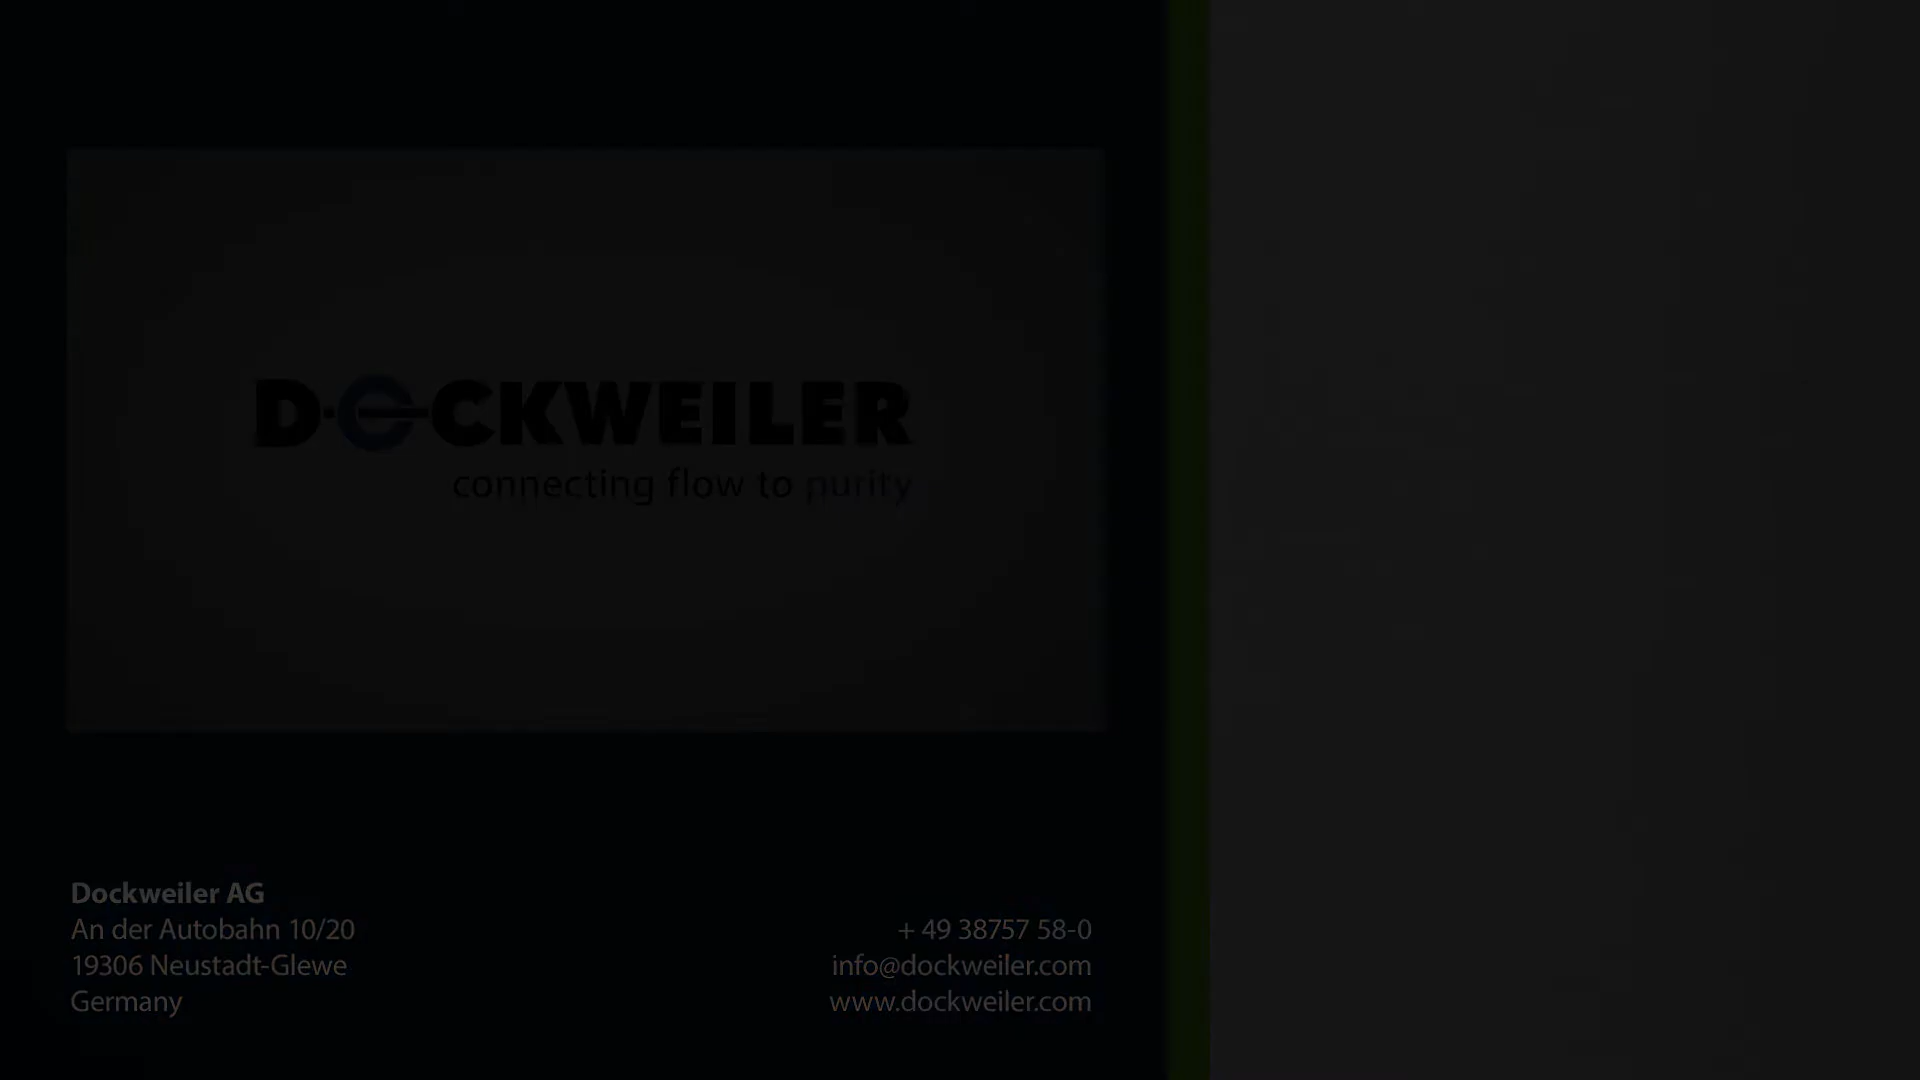 DOCKWEILER
connecting flow to purity
Dockweiler AG
An der Autobahn 10/20
19306 Neustadt-Glewe
Germany
+ 49 38757 58-0
info@dockweiler.com
www.dockweiler.com